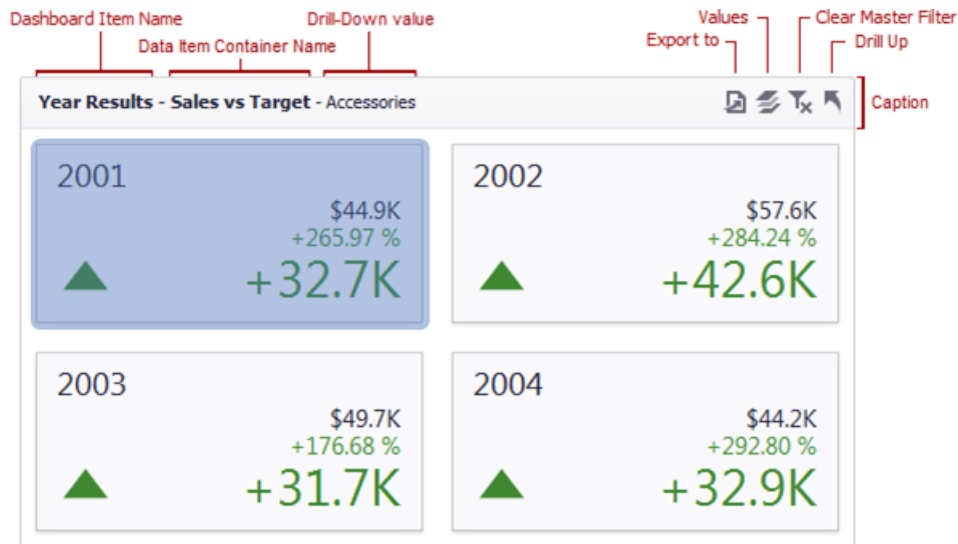 Dashboard Item Name
Drill-Down value
Values
Clear Master Filter
Data Item Container Name
Export to
Drill Up
Year Results - Sales vs Target - Accessories
Caption
2001
$44.9K
+265.97 %
+32.7K
2002
$57.6K
+284.24 %
+42.6K
2003
$49.7K
+176.68 %
+31.7K
2004
$44.2K
+292.80 %
+32.9K